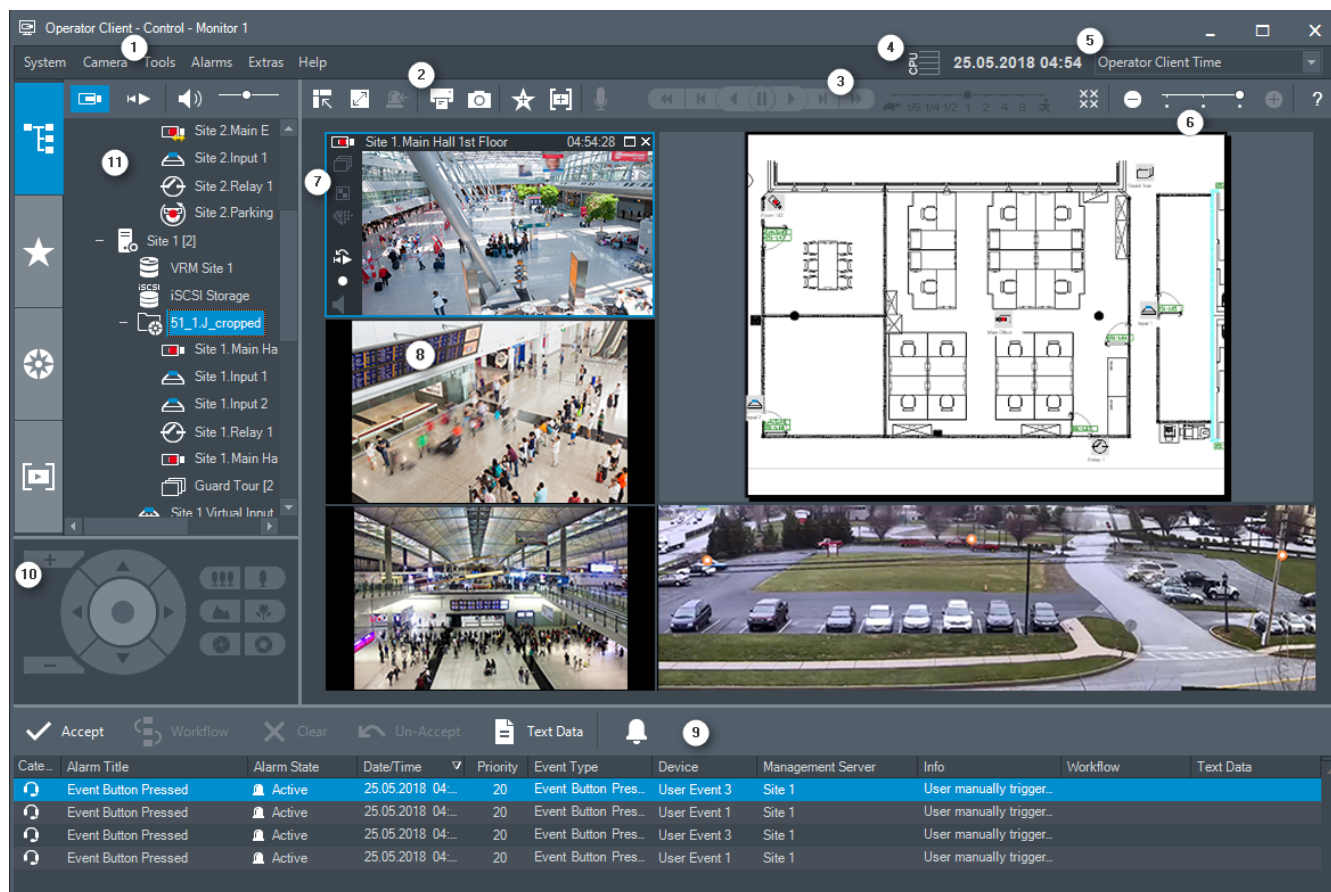 Operator Client - Control - Monitor 1
1
System Camera Tools Alarms Extras Help
4
CPU
25.05.2018 04:54
5
Operator Client Time
2
3
1/8 1/4 1/2 1 2 4 8
6
?
11
Site 2.Main E
Site 2.Input 1
Site 2.Relay 1
Site 2.Parking
Site 1 [2]
VRM Site 1
iSCSI
iSCSI Storage
51_1.J_cropped
Site 1.Main Ha
Site 1.Input 1
Site 1.Input 2
Site 1.Relay 1
Site 1.Main Ha
Guard Tour [2
Site 1 Virtual Input
7
Site 1.Main Hall 1st Floor 04:54:28
8
Guard Tour
Main Office
Input 1
Input 2
Relay 1
10
Accept Workflow Clear Un-Accept Text Data
9
Cate... Alarm Title Alarm State Date/Time Priority Event Type Device Management Server Info Workflow Text Data
Event Button Pressed Active 25.05.2018 04:... 20 Event Button Pres... User Event 3 Site 1 User manually trigger...
Event Button Pressed Active 25.05.2018 04:... 20 Event Button Pres... User Event 1 Site 1 User manually trigger...
Event Button Pressed Active 25.05.2018 04:... 20 Event Button Pres... User Event 3 Site 1 User manually trigger...
Event Button Pressed Active 25.05.2018 04:... 20 Event Button Pres... User Event 1 Site 1 User manually trigger...